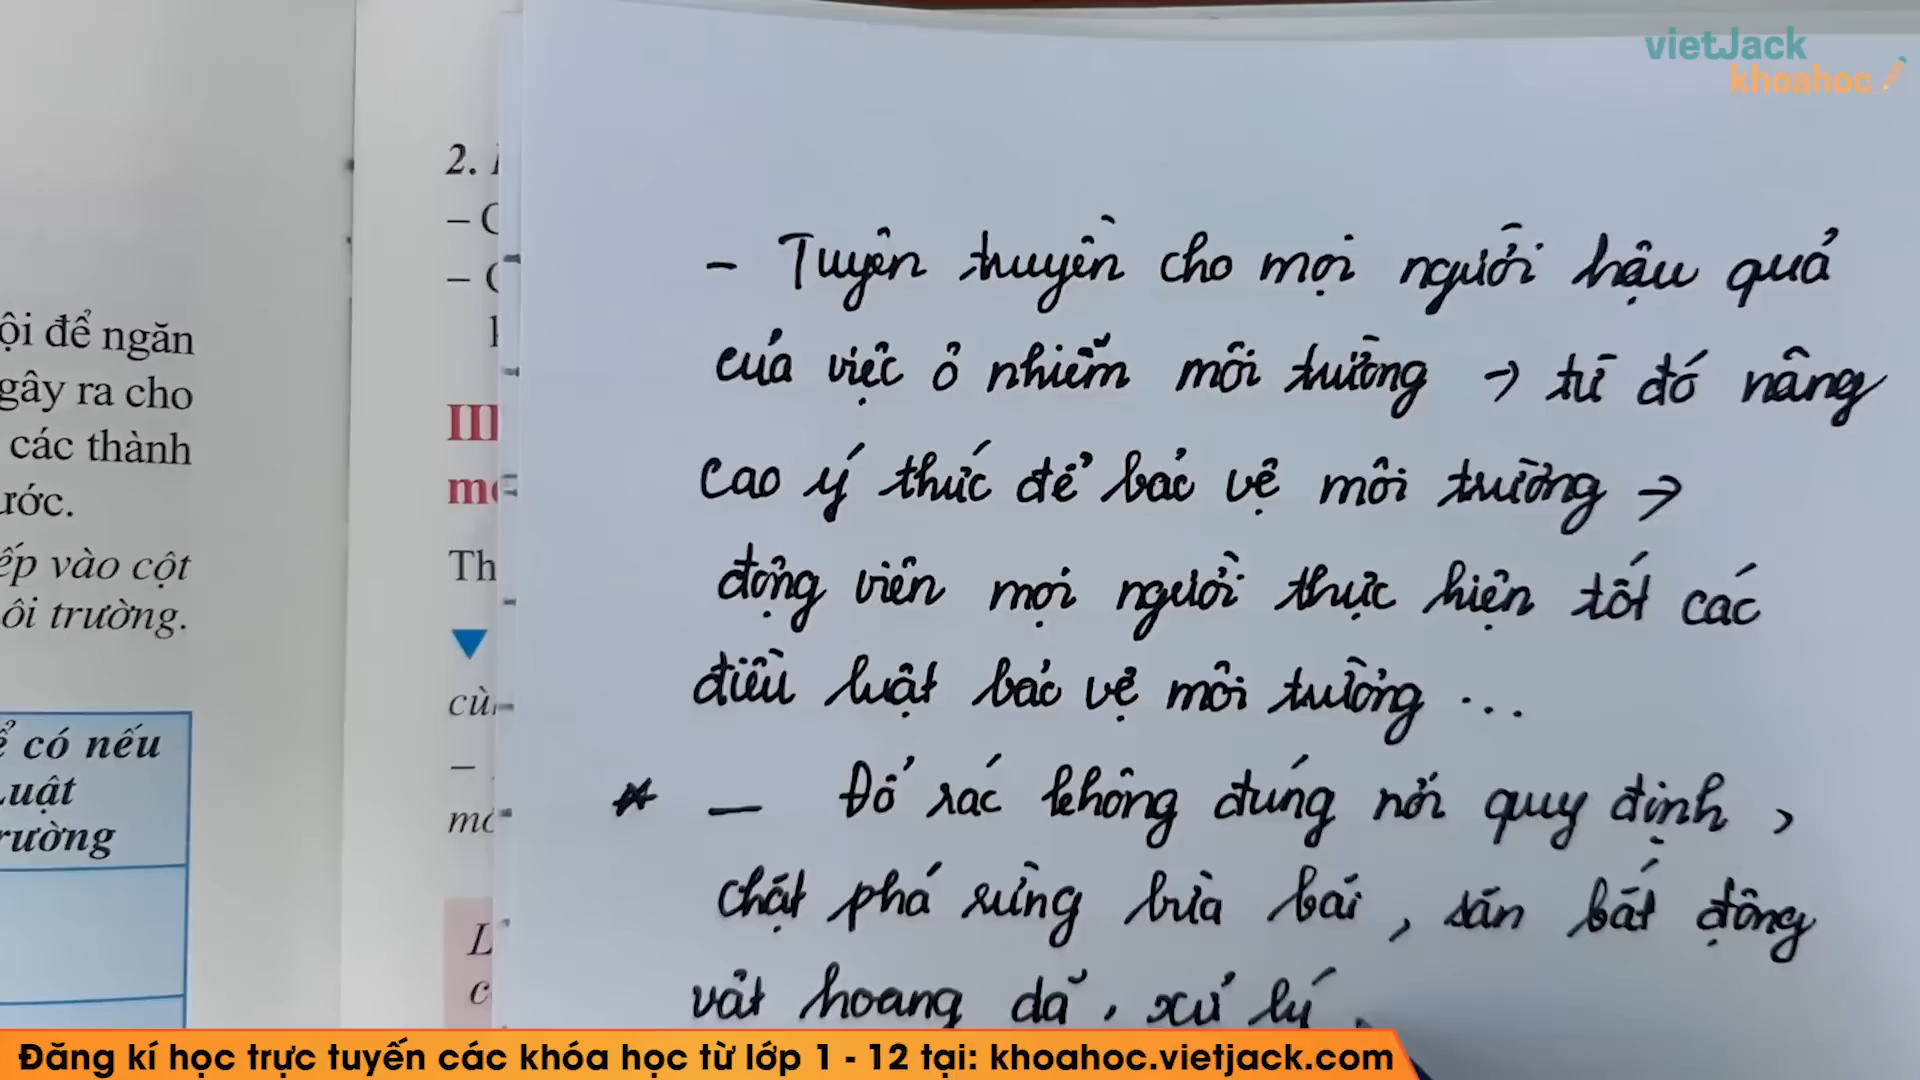 vietJack
khoahoc
ội để ngăn
gây ra cho
các thành
ước.
ếp vào cột
ôi trường.
ể có nếu
Luật
rường
2.
– C
–
III
Th
cùn
–
L
c
– Tuyên truyền cho mọi người hậu quả
của việc ô nhiễm môi trường → từ đó nâng
cao ý thức để bảo vệ môi trường →
động viên mọi người thực hiện tốt các
điều luật bảo vệ môi trường ...
* – Đổ rác không đúng nơi quy định ,
chặt phá rừng bừa bãi , săn bắt động
vật hoang dã , xử lý
Đăng kí học trực tuyến các khóa học từ lớp 1 - 12 tại: khoahoc.vietjack.com